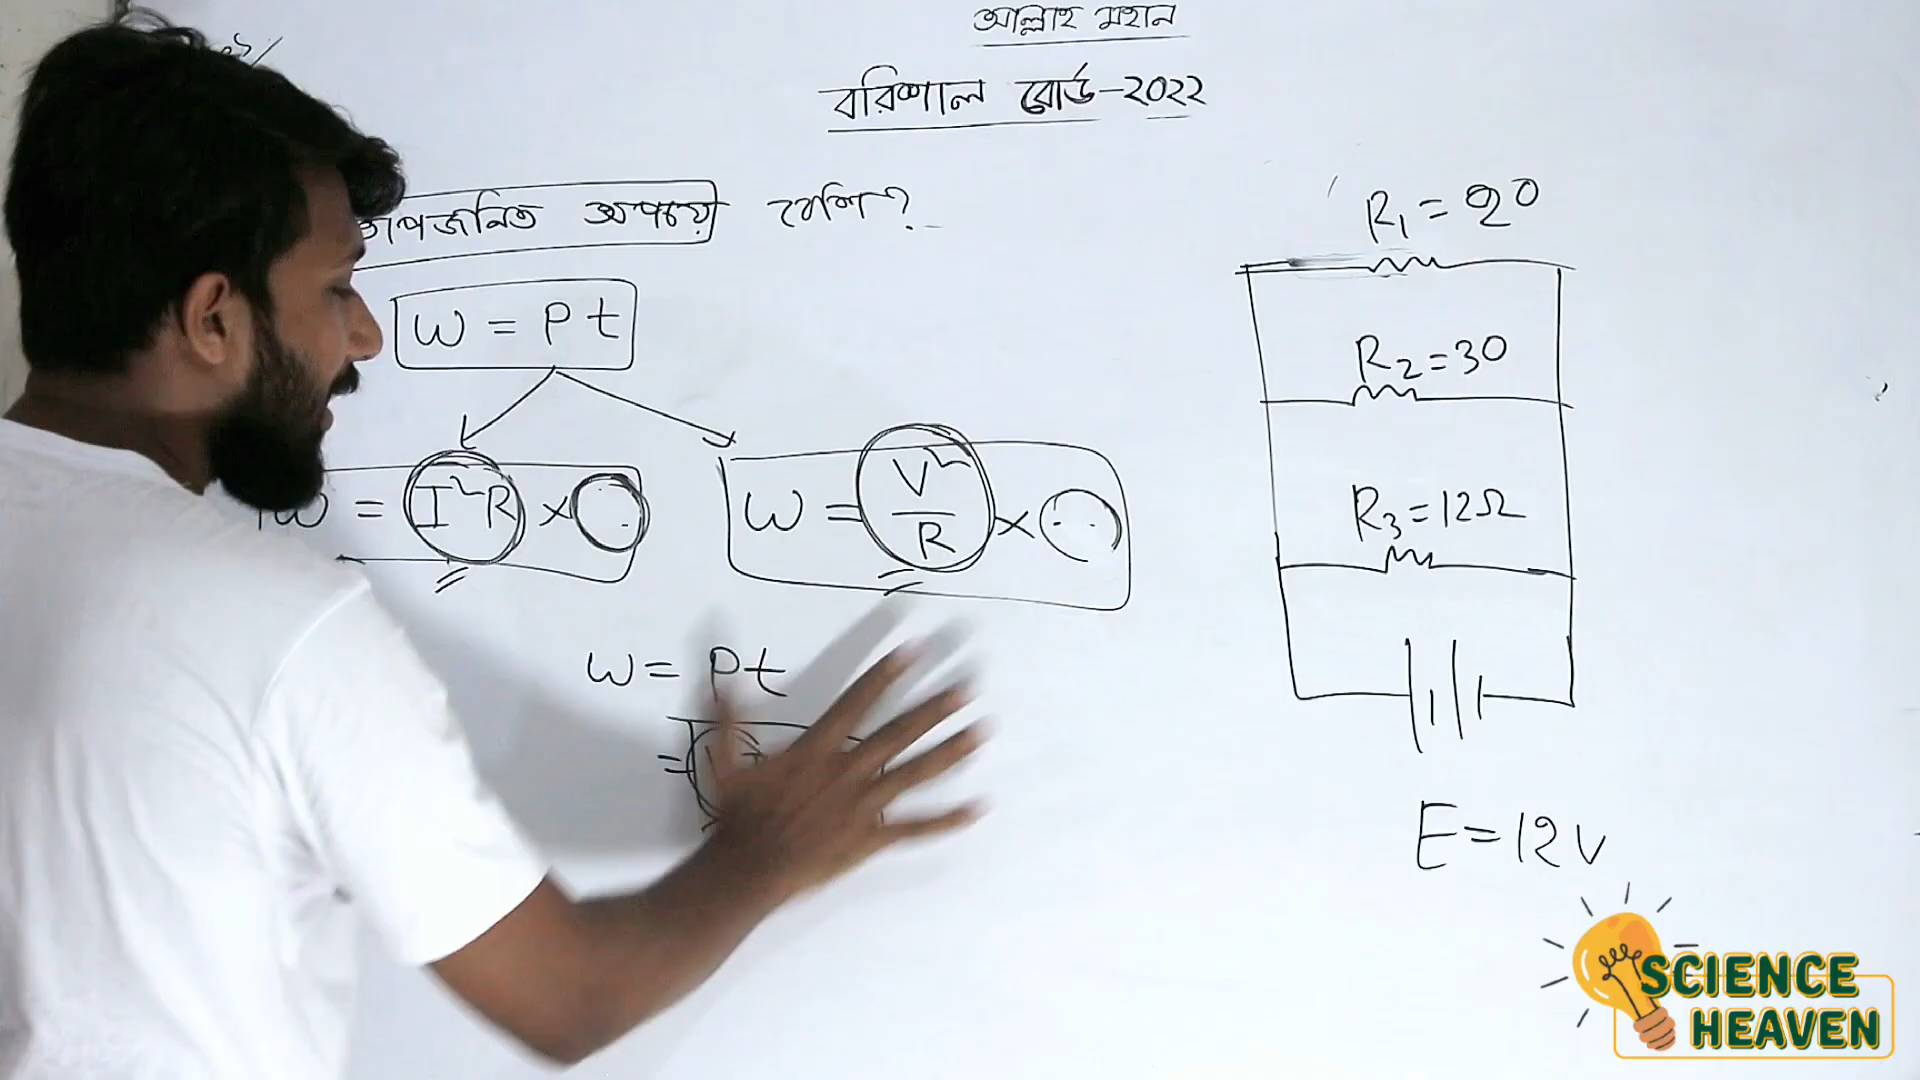 আল্লাহ মহান
বরিশাল বোর্ড-২০২২
তাপজনিত অপচয় বেশি?
W = Pt
W = I²R ×
W = V²/R ×
W = Pt
=
R₁ = 20
R₂ = 30
R₃ = 12Ω
E = 12V
SCIENCE
HEAVEN